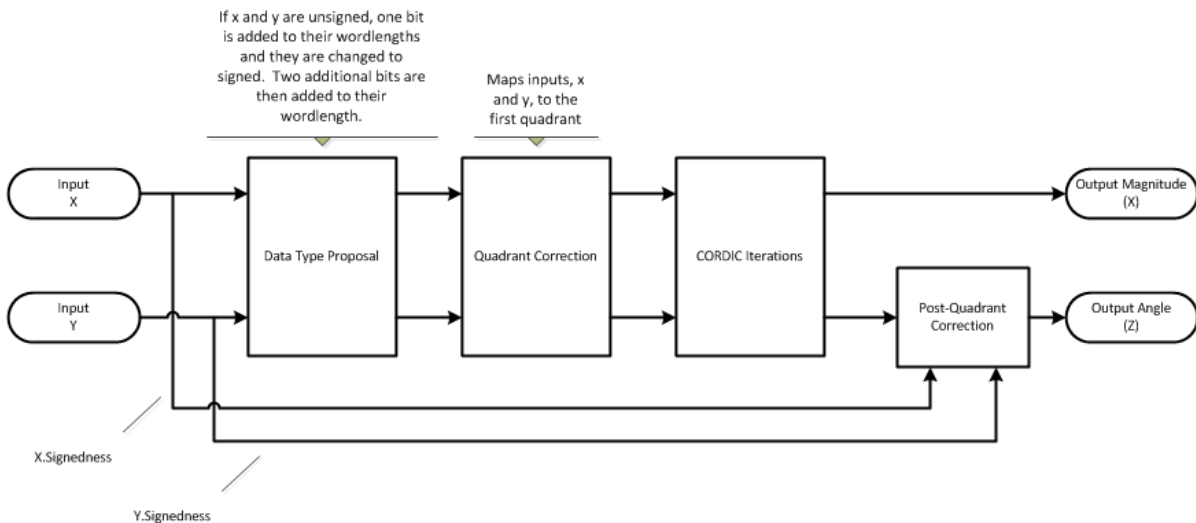 If x and y are unsigned, one bit
is added to their wordlengths
and they are changed to
signed.  Two additional bits are
then added to their
wordlength.
Maps inputs, x
and y, to the
first quadrant
Input
X
Output Magnitude
(X)
Data Type Proposal
Quadrant Correction
CORDIC Iterations
Input
Y
Post-Quadrant
Correction
Output Angle
(Z)
X.Signedness
Y.Signedness